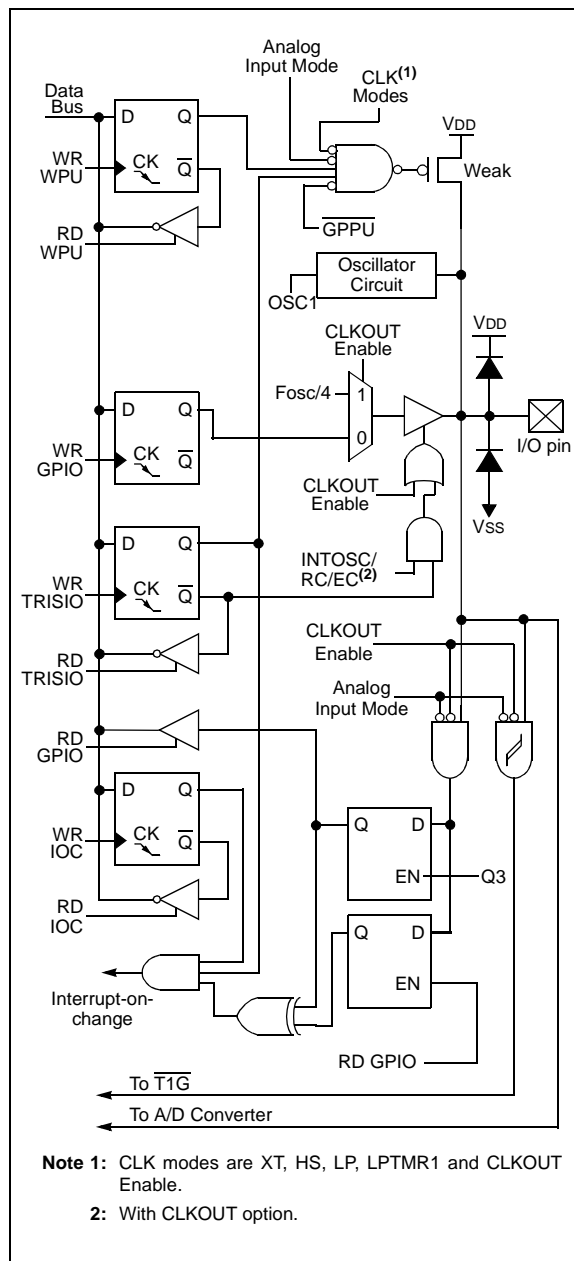 Analog
Input Mode
CLK(1)
Modes
Data
Bus
D Q
VDD
WR
WPU
CK
Q
Weak
RD
WPU
GPPU
Oscillator
Circuit
OSC1
CLKOUT
Enable
VDD
Fosc/4
1
D Q
0
I/O pin
WR
GPIO
CK
Q
CLKOUT
Enable
VSS
D Q
INTOSC/
RC/EC(2)
WR
TRISIO
CK
Q
CLKOUT
Enable
RD
TRISIO
Analog
Input Mode
RD
GPIO
D Q
WR
IOC
CK
Q
Q D
EN
Q3
RD
IOC
Q D
EN
Interrupt-on-
change
RD GPIO
To T1G
To A/D Converter
Note 1: CLK modes are XT, HS, LP, LPTMR1 and CLKOUT
Enable.
2: With CLKOUT option.